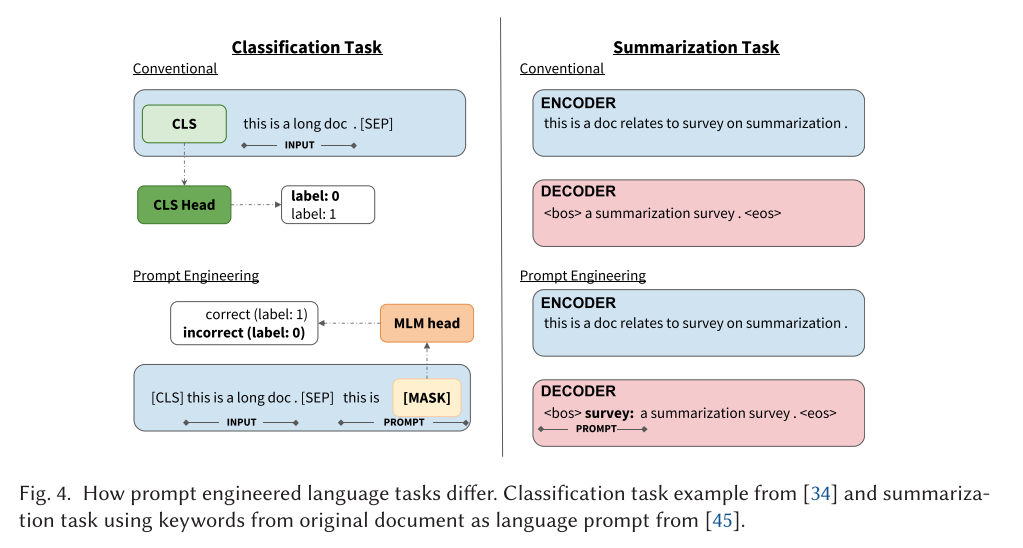 Classification Task
Conventional
CLS this is a long doc . [SEP]
INPUT
CLS Head
label: 0
label: 1
Prompt Engineering
correct (label: 1)
incorrect (label: 0)
MLM head
[CLS] this is a long doc . [SEP] this is [MASK]
INPUT PROMPT
Summarization Task
Conventional
ENCODER
this is a doc relates to survey on summarization .
DECODER
<bos> a summarization survey . <eos>
Prompt Engineering
ENCODER
this is a doc relates to survey on summarization .
DECODER
<bos> survey: a summarization survey . <eos>
PROMPT
Fig. 4. How prompt engineered language tasks differ. Classification task example from [34] and summariza-
tion task using keywords from original document as language prompt from [45].